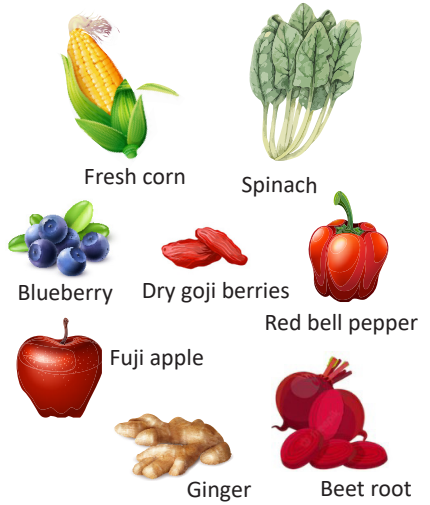 Fresh corn
Spinach
Blueberry
Dry goji berries
Red bell pepper
Fuji apple
Ginger
Beet root